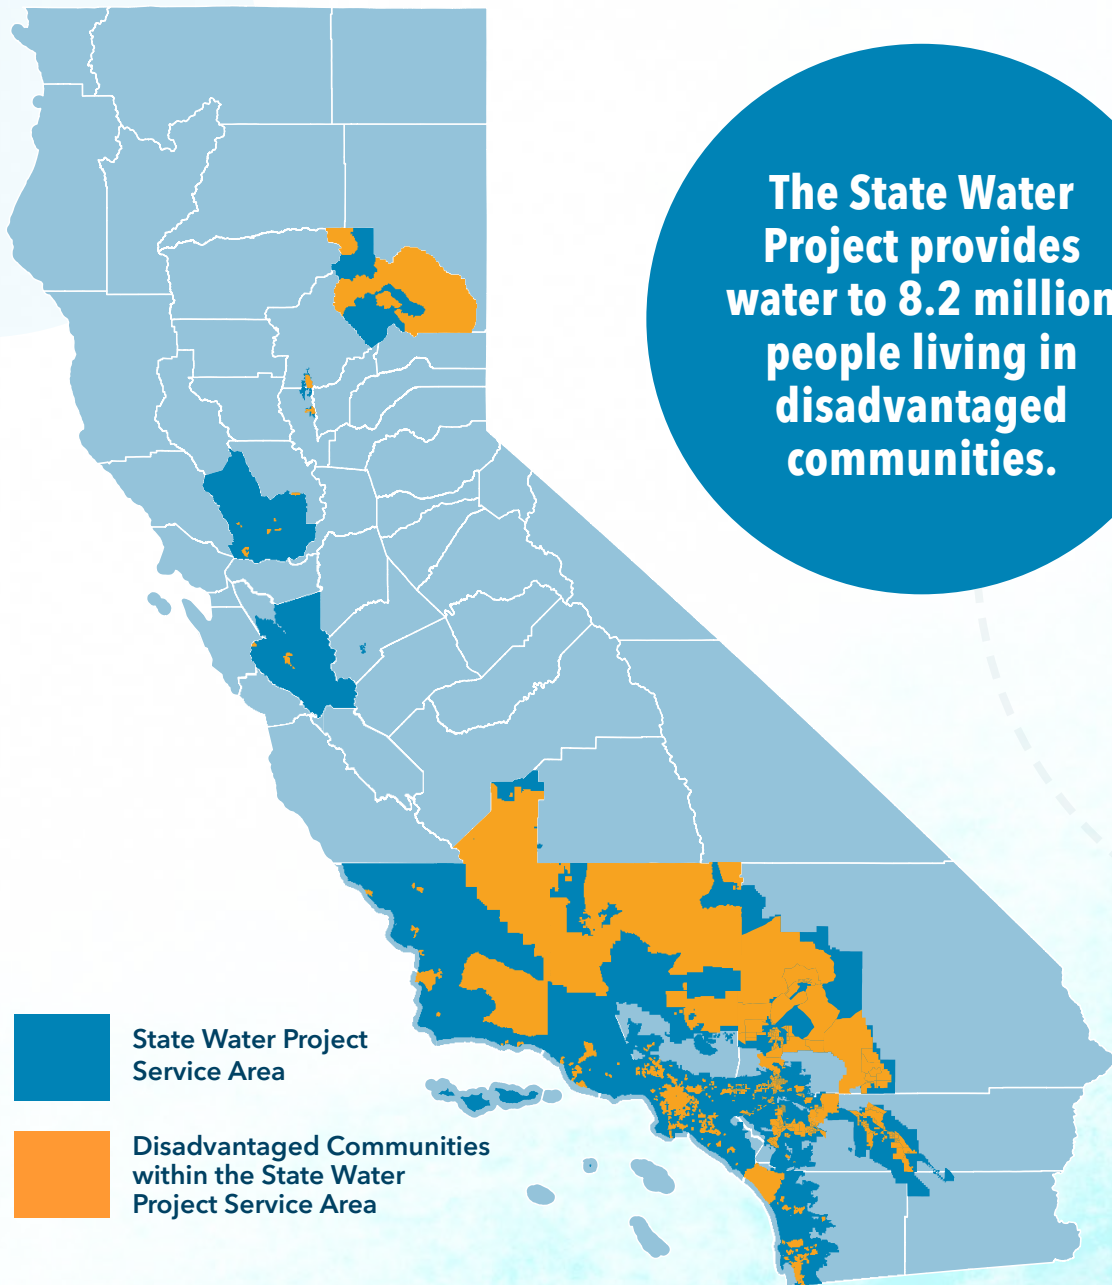 The State Water
Project provides
water to 8.2 million
people living in
disadvantaged
communities.
State Water Project
Service Area
Disadvantaged Communities
within the State Water
Project Service Area